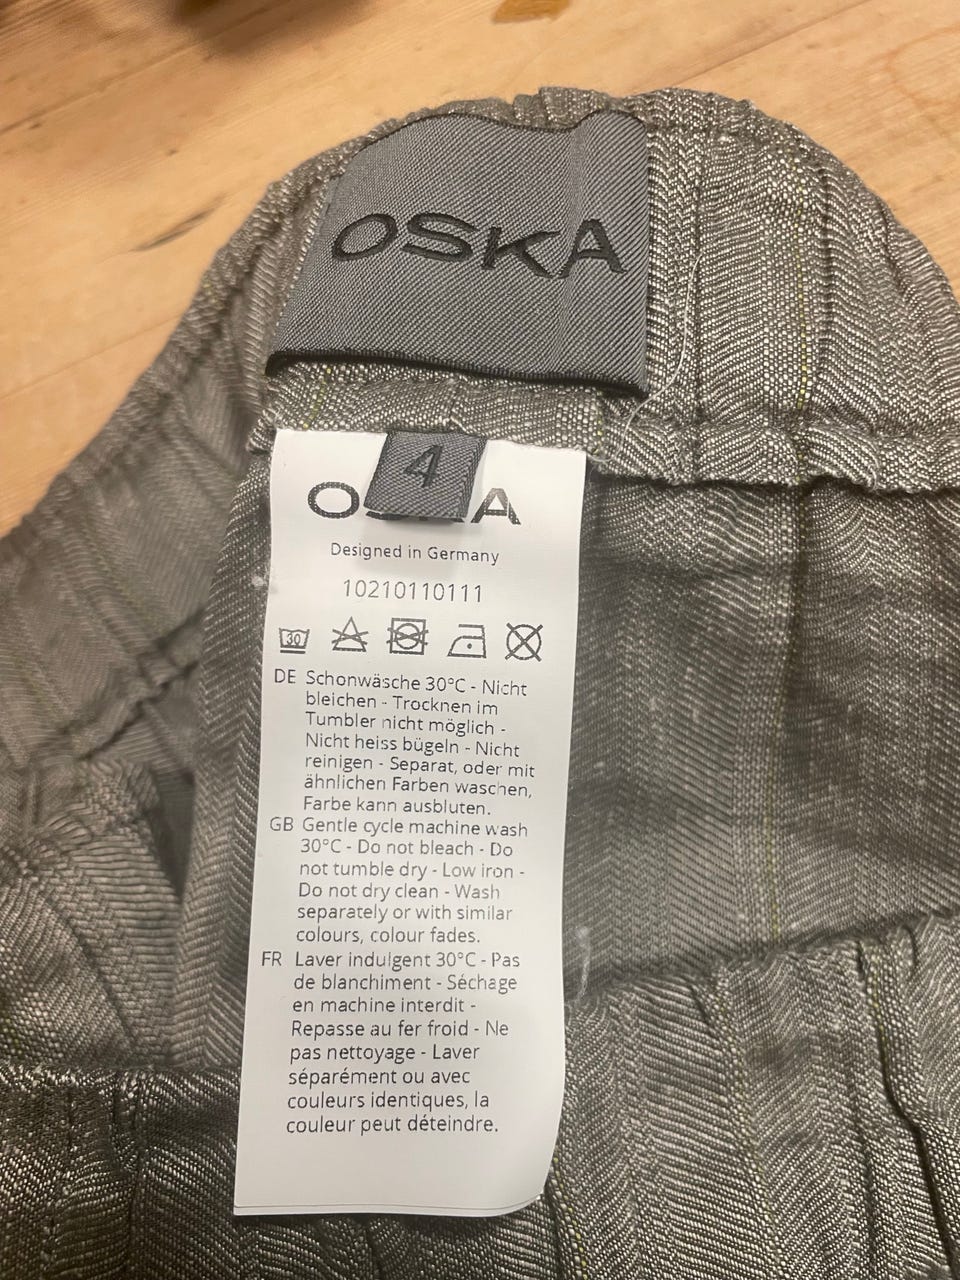 OSKA
4
O A
Designed in Germany
10210110111
30
DE Schonwäsche 30°C - Nicht
bleichen - Trocknen im
Tumbler nicht möglich -
Nicht heiss bügeln - Nicht
reinigen - Separat, oder mit
ähnlichen Farben waschen,
Farbe kann ausbluten.
GB Gentle cycle machine wash
30°C - Do not bleach - Do
not tumble dry - Low iron -
Do not dry clean - Wash
separately or with similar
colours, colour fades.
FR Laver indulgent 30°C - Pas
de blanchiment - Séchage
en machine interdit -
Repasse au fer froid - Ne
pas nettoyage - Laver
séparément ou avec
couleurs identiques, la
couleur peut déteindre.